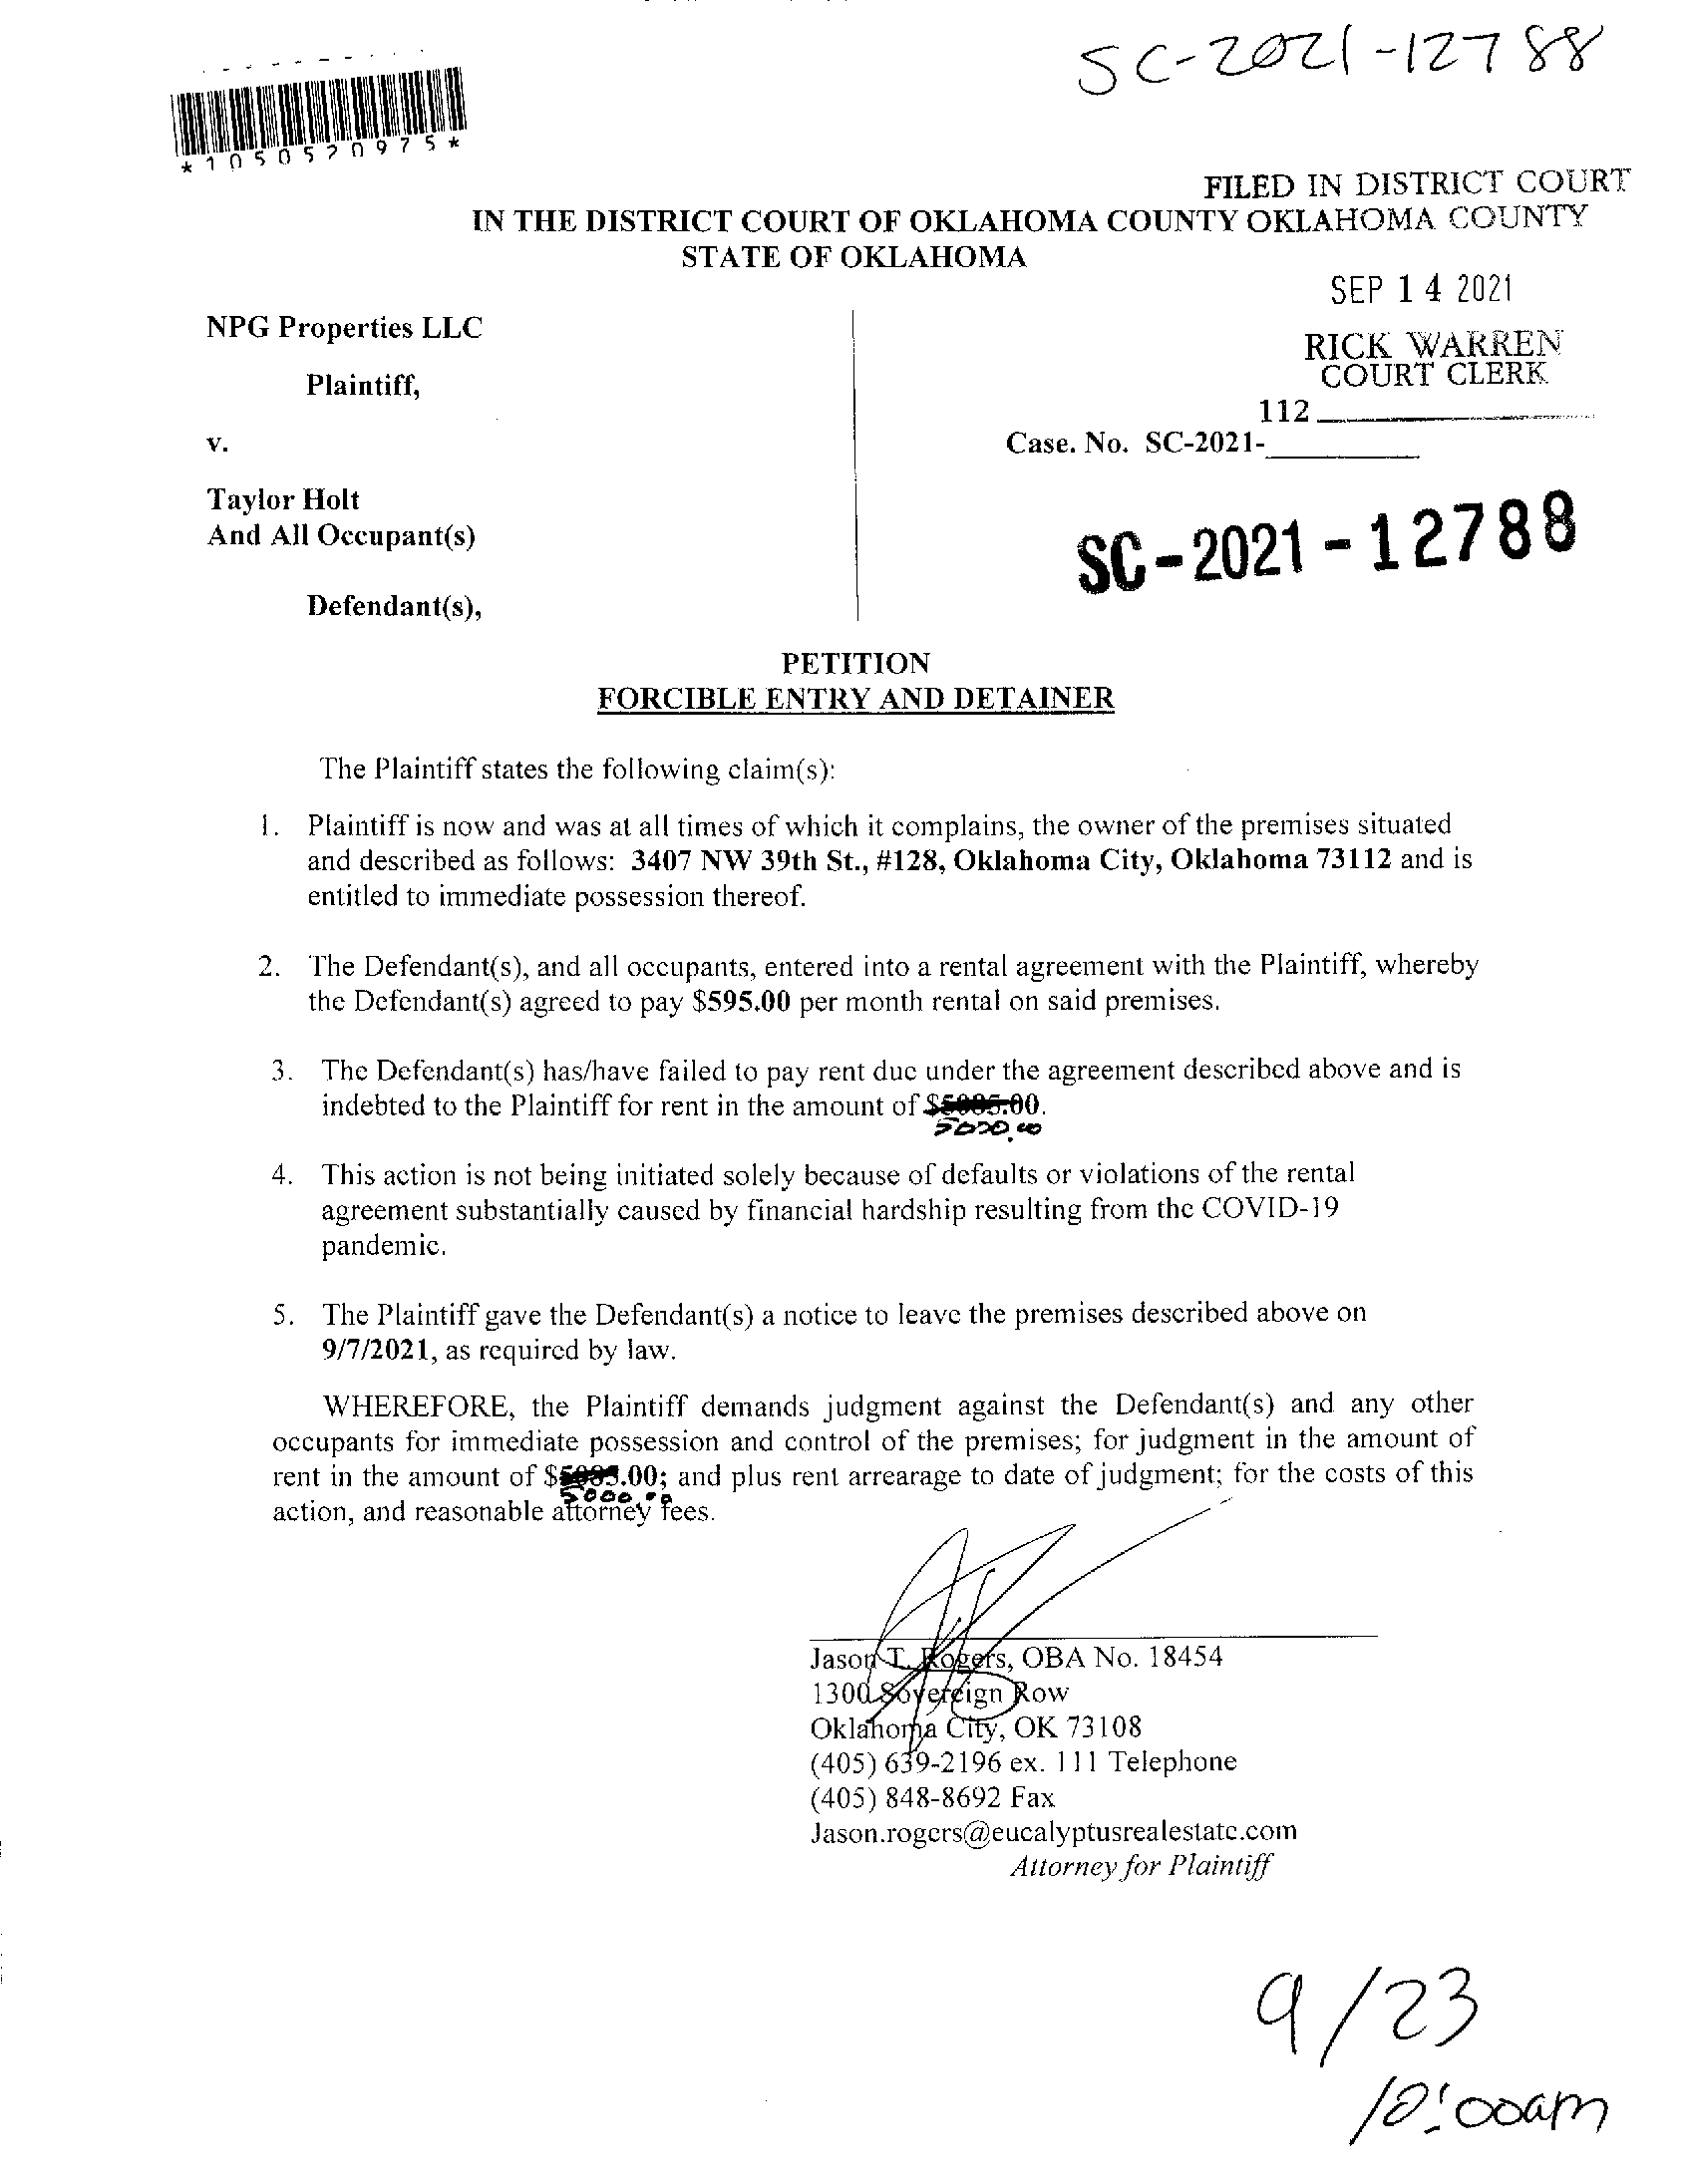 SC-2021-12788
*1050520975*
FILED IN DISTRICT COURT
IN THE DISTRICT COURT OF OKLAHOMA COUNTY OKLAHOMA COUNTY
STATE OF OKLAHOMA
SEP 14 2021
NPG Properties LLC
RICK WARREN
COURT CLERK
Plaintiff,
112
v.
Case. No. SC-2021-
Taylor Holt
And All Occupant(s)
SC-2021-12788
Defendant(s),
PETITION
FORCIBLE ENTRY AND DETAINER
The Plaintiff states the following claim(s):
1. Plaintiff is now and was at all times of which it complains, the owner of the premises situated
and described as follows: 3407 NW 39th St., #128, Oklahoma City, Oklahoma 73112 and is
entitled to immediate possession thereof.
2. The Defendant(s), and all occupants, entered into a rental agreement with the Plaintiff, whereby
the Defendant(s) agreed to pay $595.00 per month rental on said premises.
3. The Defendant(s) has/have failed to pay rent due under the agreement described above and is
indebted to the Plaintiff for rent in the amount of
5000.00
4. This action is not being initiated solely because of defaults or violations of the rental
agreement substantially caused by financial hardship resulting from the COVID-19
pandemic.
5. The Plaintiff gave the Defendant(s) a notice to leave the premises described above on
9/7/2021, as required by law.
WHEREFORE, the Plaintiff demands judgment against the Defendant(s) and any other
occupants for immediate possession and control of the premises; for judgment in the amount of
rent in the amount of $ .00; and plus rent arrearage to date of judgment; for the costs of this
5000.00
action, and reasonable attorney fees.
Jason T. Rogers, OBA No. 18454
1300 Sovereign Row
Oklahoma City, OK 73108
(405) 639-2196 ex. 111 Telephone
(405) 848-8692 Fax
Jason.rogers@eucalyptusrealestate.com
Attorney for Plaintiff
9/23
10:00am